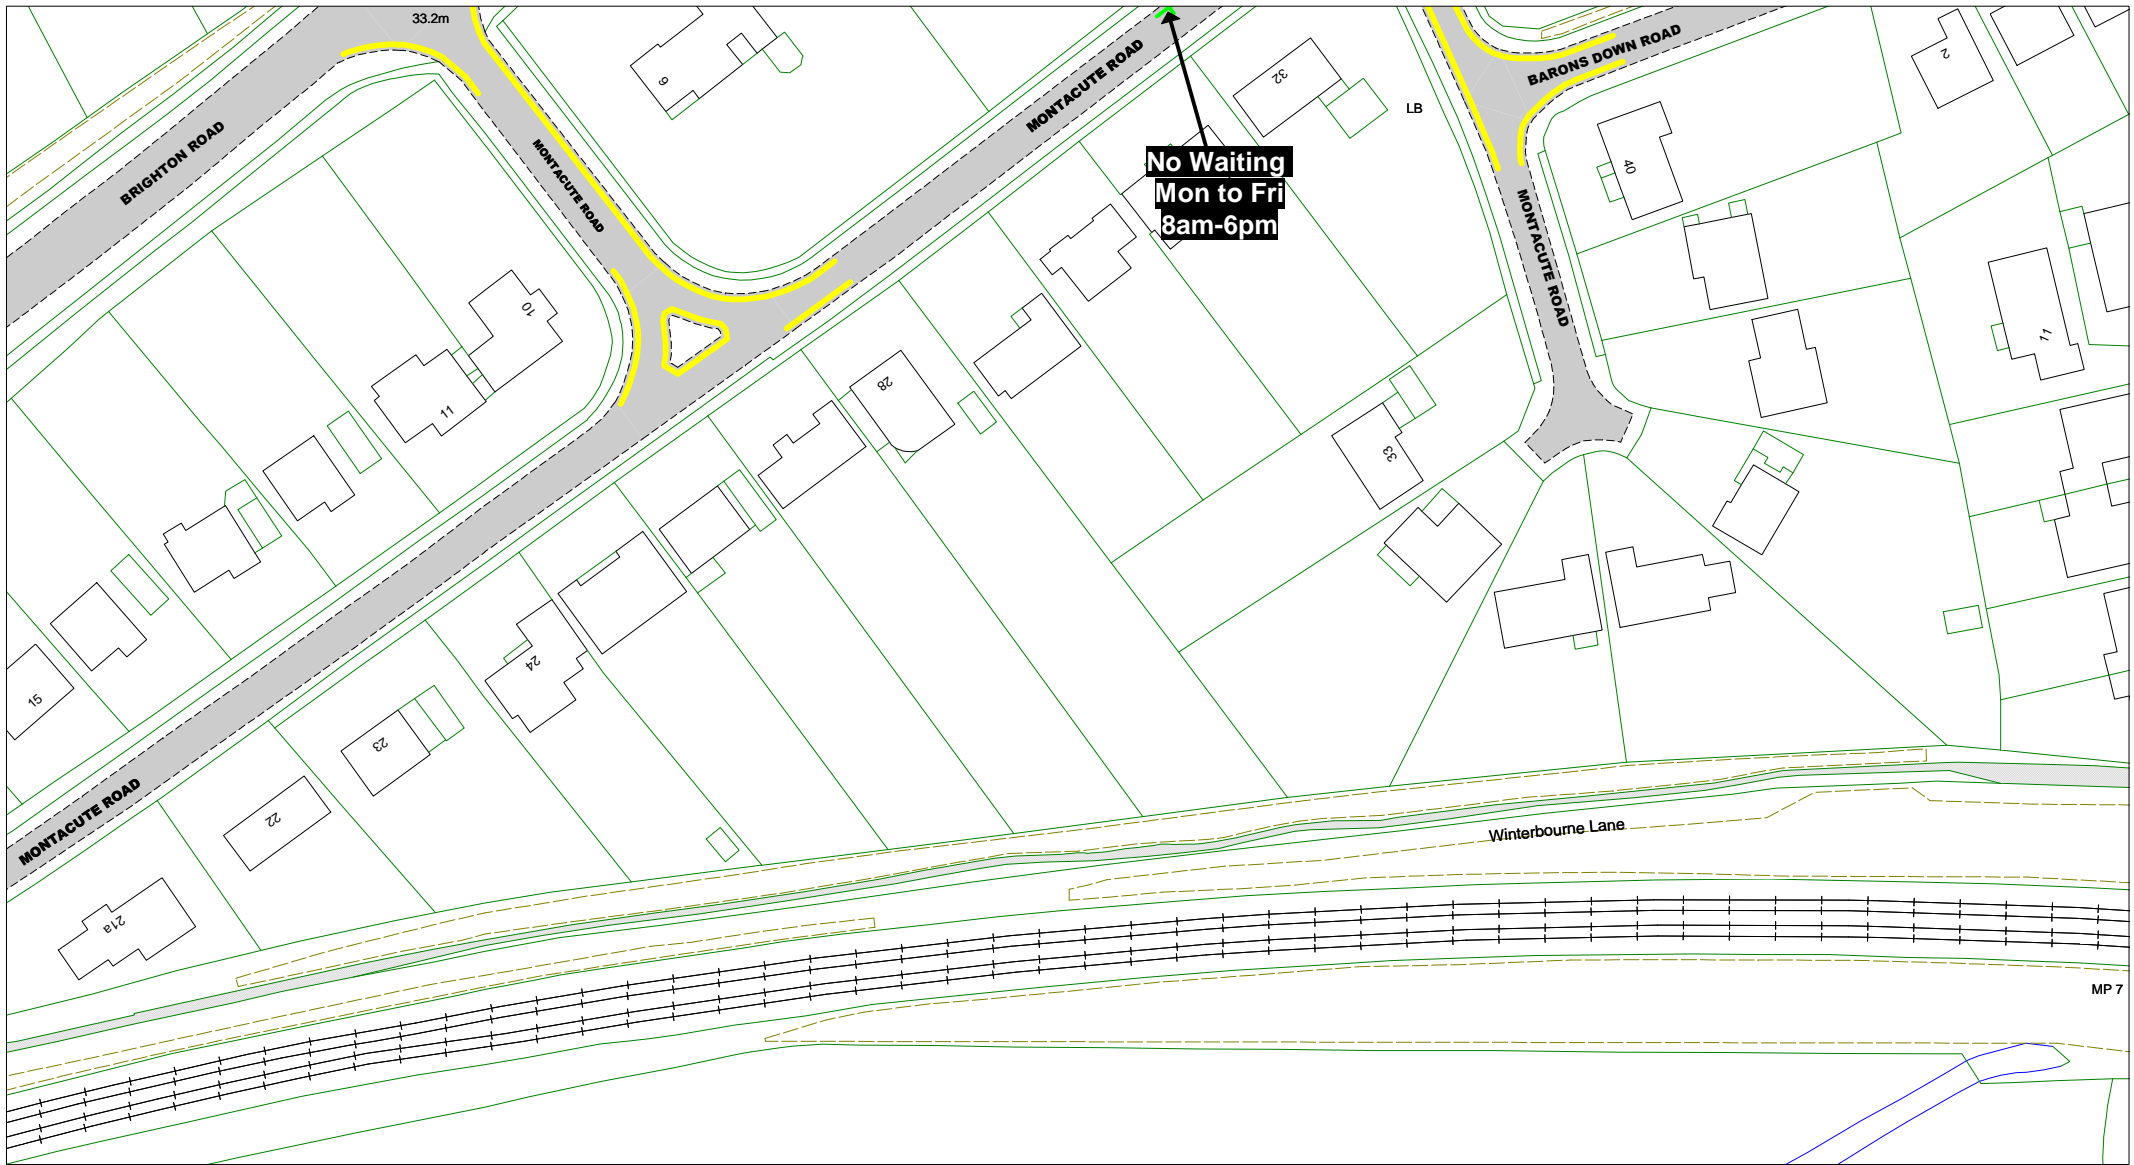 33.2m
9
MONTACUTE ROAD
32
BARONS DOWN ROAD
2
LB
BRIGHTON ROAD
MONTACUTE ROAD
No Waiting
Mon to Fri
8am-6pm
40
MONTACUTE ROAD
10
11
11
28
33
15
24
23
22
MONTACUTE ROAD
21a
Winterbourne Lane
MP 7